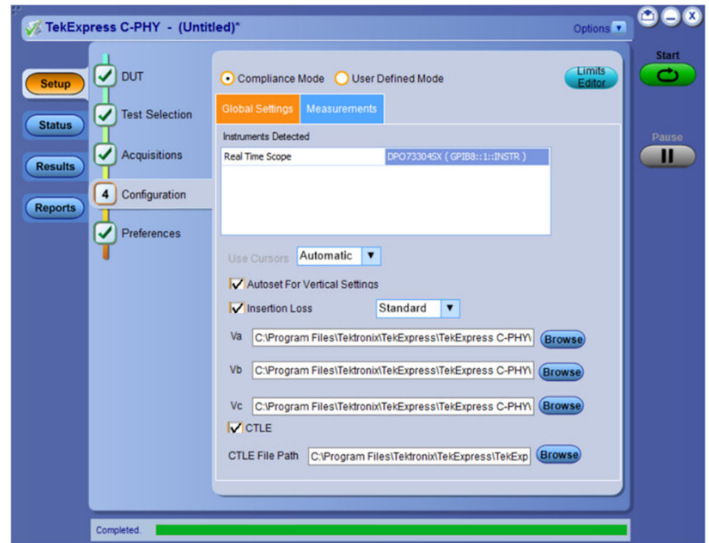 TekExpress C-PHY - (Untitled)*
Options
Start
Pause
Setup
Status
Results
Reports
DUT
Test Selection
Acquisitions
4 Configuration
Preferences
Compliance Mode User Defined Mode
Limits
Editor
Global Settings Measurements
Instruments Detected
Real Time Scope DPO73304SX ( GPIB8::1::INSTR )
Use Cursors Automatic
Autoset For Vertical Settings
Insertion Loss Standard
Va C:\Program Files\Tektronix\TekExpress\TekExpress C-PHY\ Browse
Vb C:\Program Files\Tektronix\TekExpress\TekExpress C-PHY\ Browse
Vc C:\Program Files\Tektronix\TekExpress\TekExpress C-PHY\ Browse
CTLE
CTLE File Path C:\Program Files\Tektronix\TekExpress\TekExp Browse
Completed.